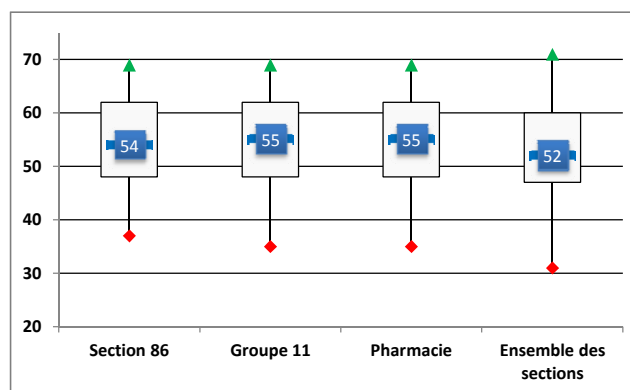 70
60
50
40
30
20
54
55
55
52
Section 86
Groupe 11
Pharmacie
Ensemble des
sections